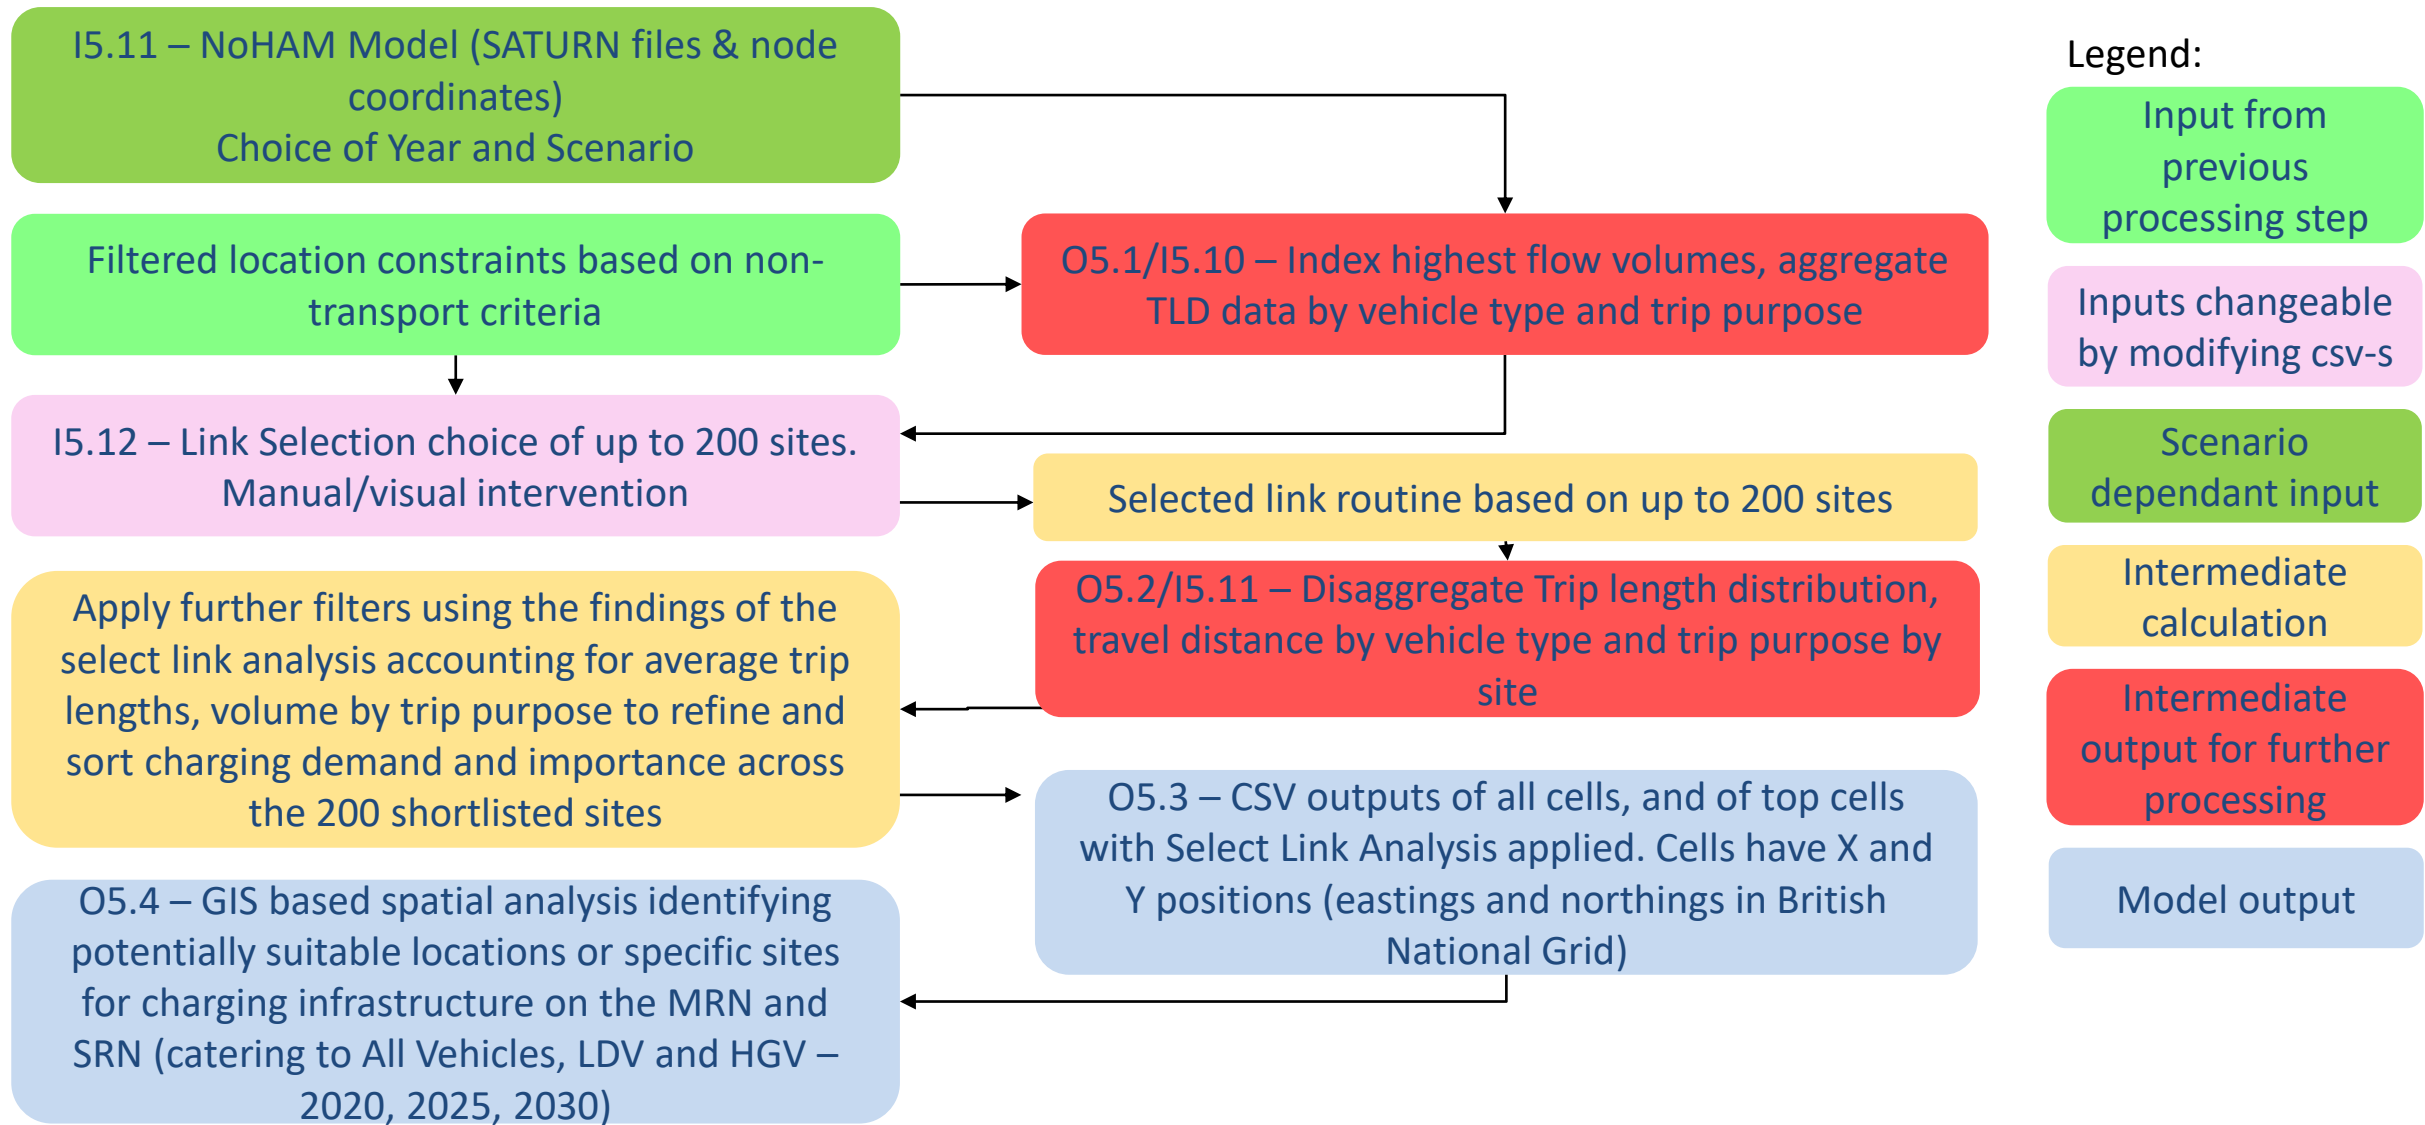 I5.11 – NoHAM Model (SATURN files & node
coordinates)
Choice of Year and Scenario
Filtered location constraints based on non-
transport criteria
O5.1/I5.10 – Index highest flow volumes, aggregate
TLD data by vehicle type and trip purpose
I5.12 – Link Selection choice of up to 200 sites.
Manual/visual intervention
Selected link routine based on up to 200 sites
O5.2/I5.11 – Disaggregate Trip length distribution,
travel distance by vehicle type and trip purpose by
site
Apply further filters using the findings of the
select link analysis accounting for average trip
lengths, volume by trip purpose to refine and
sort charging demand and importance across
the 200 shortlisted sites
O5.3 – CSV outputs of all cells, and of top cells
with Select Link Analysis applied. Cells have X and
Y positions (eastings and northings in British
National Grid)
O5.4 – GIS based spatial analysis identifying
potentially suitable locations or specific sites
for charging infrastructure on the MRN and
SRN (catering to All Vehicles, LDV and HGV –
2020, 2025, 2030)
Legend:
Input from
previous
processing step
Inputs changeable
by modifying csv-s
Scenario
dependant input
Intermediate
calculation
Intermediate
output for further
processing
Model output